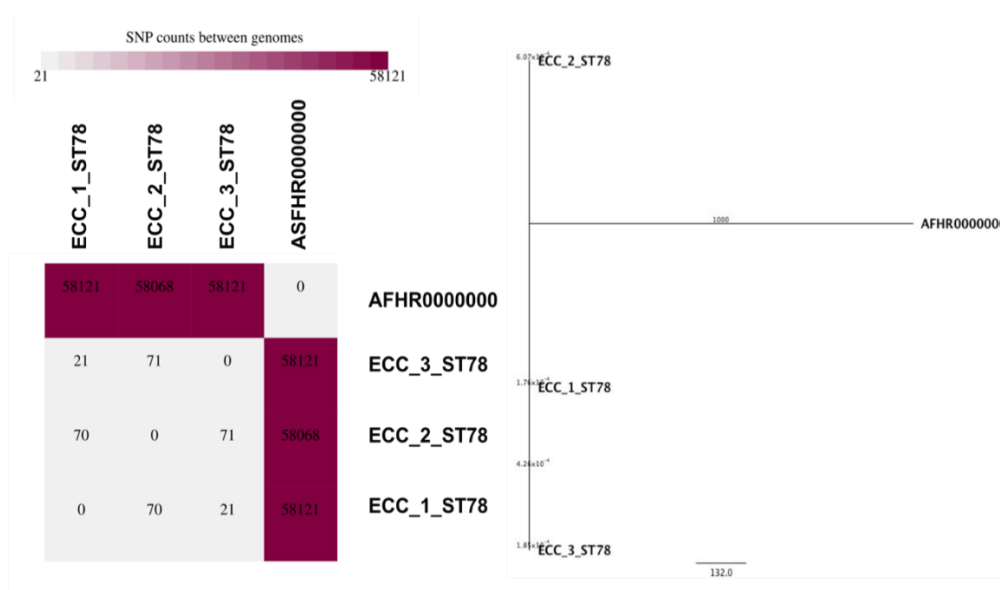 SNP counts between genomes
21 58121
ECC_1_ST78 ECC_2_ST78 ECC_3_ST78 ASFHR0000000
58121 58068 58121 0 AFHR0000000
21 71 0 58121 ECC_3_ST78
70 0 71 58068 ECC_2_ST78
0 70 21 58121 ECC_1_ST78
ECC_2_ST78
1000
AFHR0000000
ECC_1_ST78
ECC_3_ST78
132.0